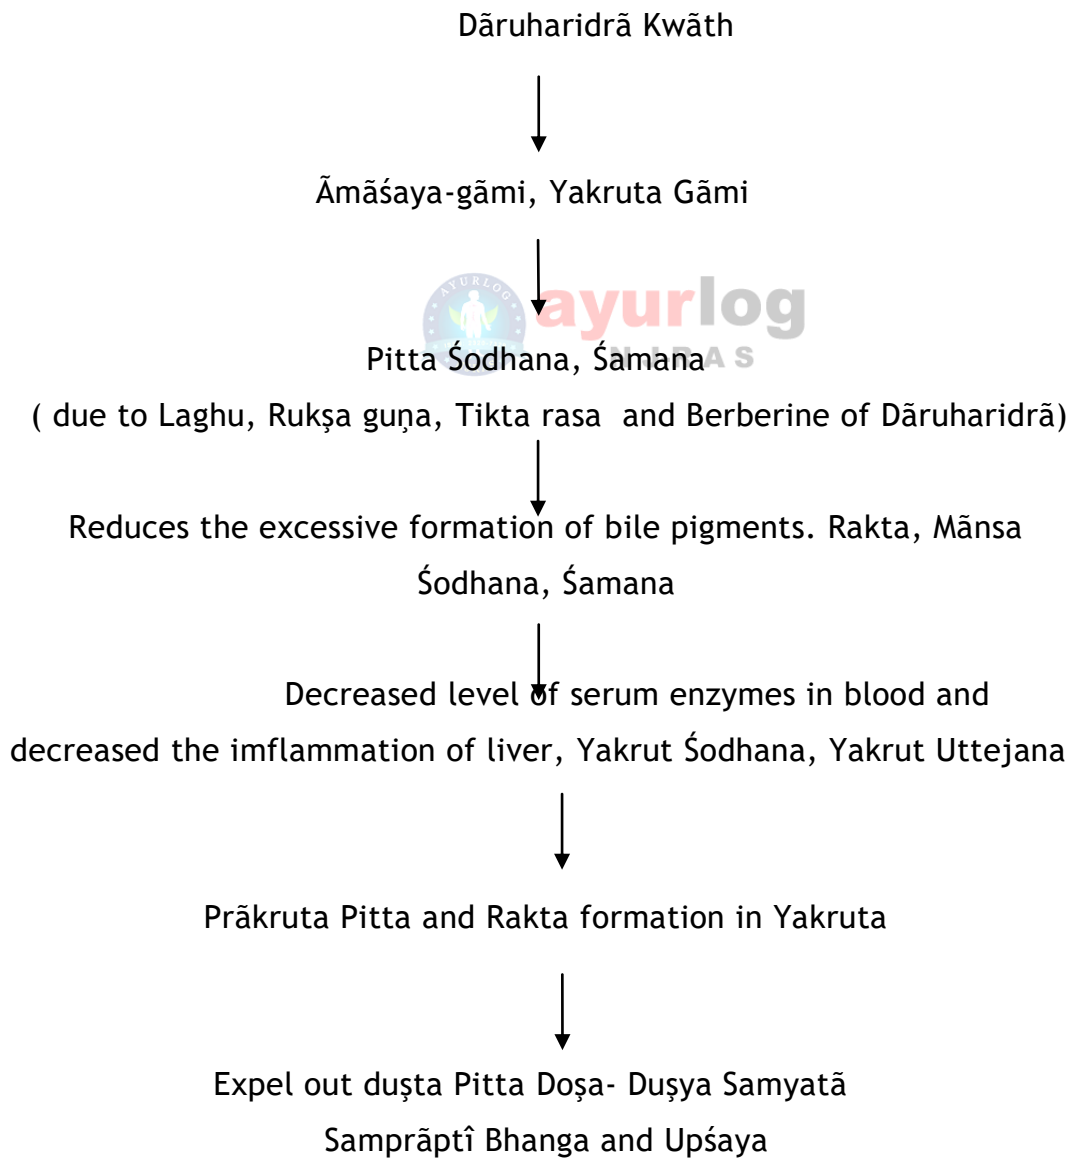 Dãruharidrã Kwãth
Ãmãśaya-gãmi, Yakruta Gãmi
AYURLOG
ayurlog
Pitta Śodhana, Śamana
( due to Laghu, Rukşa guņa, Tikta rasa and Berberine of Dãruharidrã)
Reduces the excessive formation of bile pigments. Rakta, Mãnsa
Śodhana, Śamana
Decreased level of serum enzymes in blood and
decreased the imflammation of liver, Yakrut Śodhana, Yakrut Uttejana
Prãkruta Pitta and Rakta formation in Yakruta
Expel out duşta Pitta Doşa- Duşya Samyatã
Samprãptî Bhanga and Upśaya